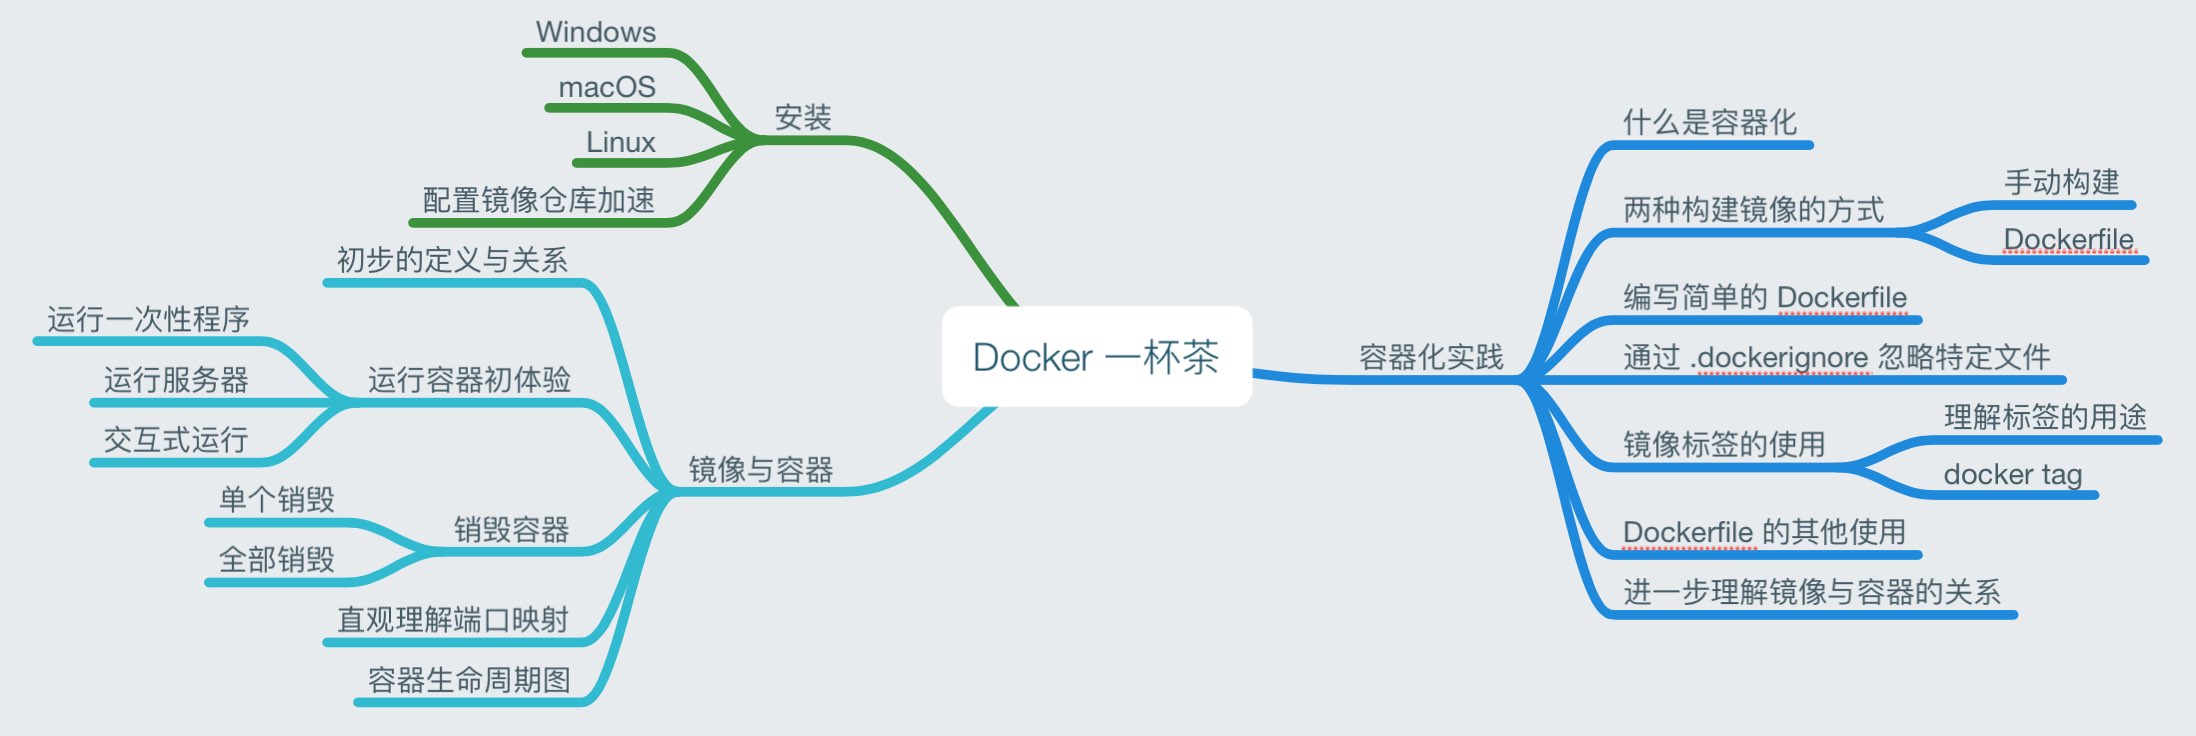 Docker 一杯茶
安装
Windows
macOS
Linux
配置镜像仓库加速
镜像与容器
初步的定义与关系
运行容器初体验
运行一次性程序
运行服务器
交互式运行
销毁容器
单个销毁
全部销毁
直观理解端口映射
容器生命周期图
容器化实践
什么是容器化
两种构建镜像的方式
手动构建
Dockerfile
编写简单的 Dockerfile
通过 .dockerignore 忽略特定文件
镜像标签的使用
理解标签的用途
docker tag
Dockerfile 的其他使用
进一步理解镜像与容器的关系